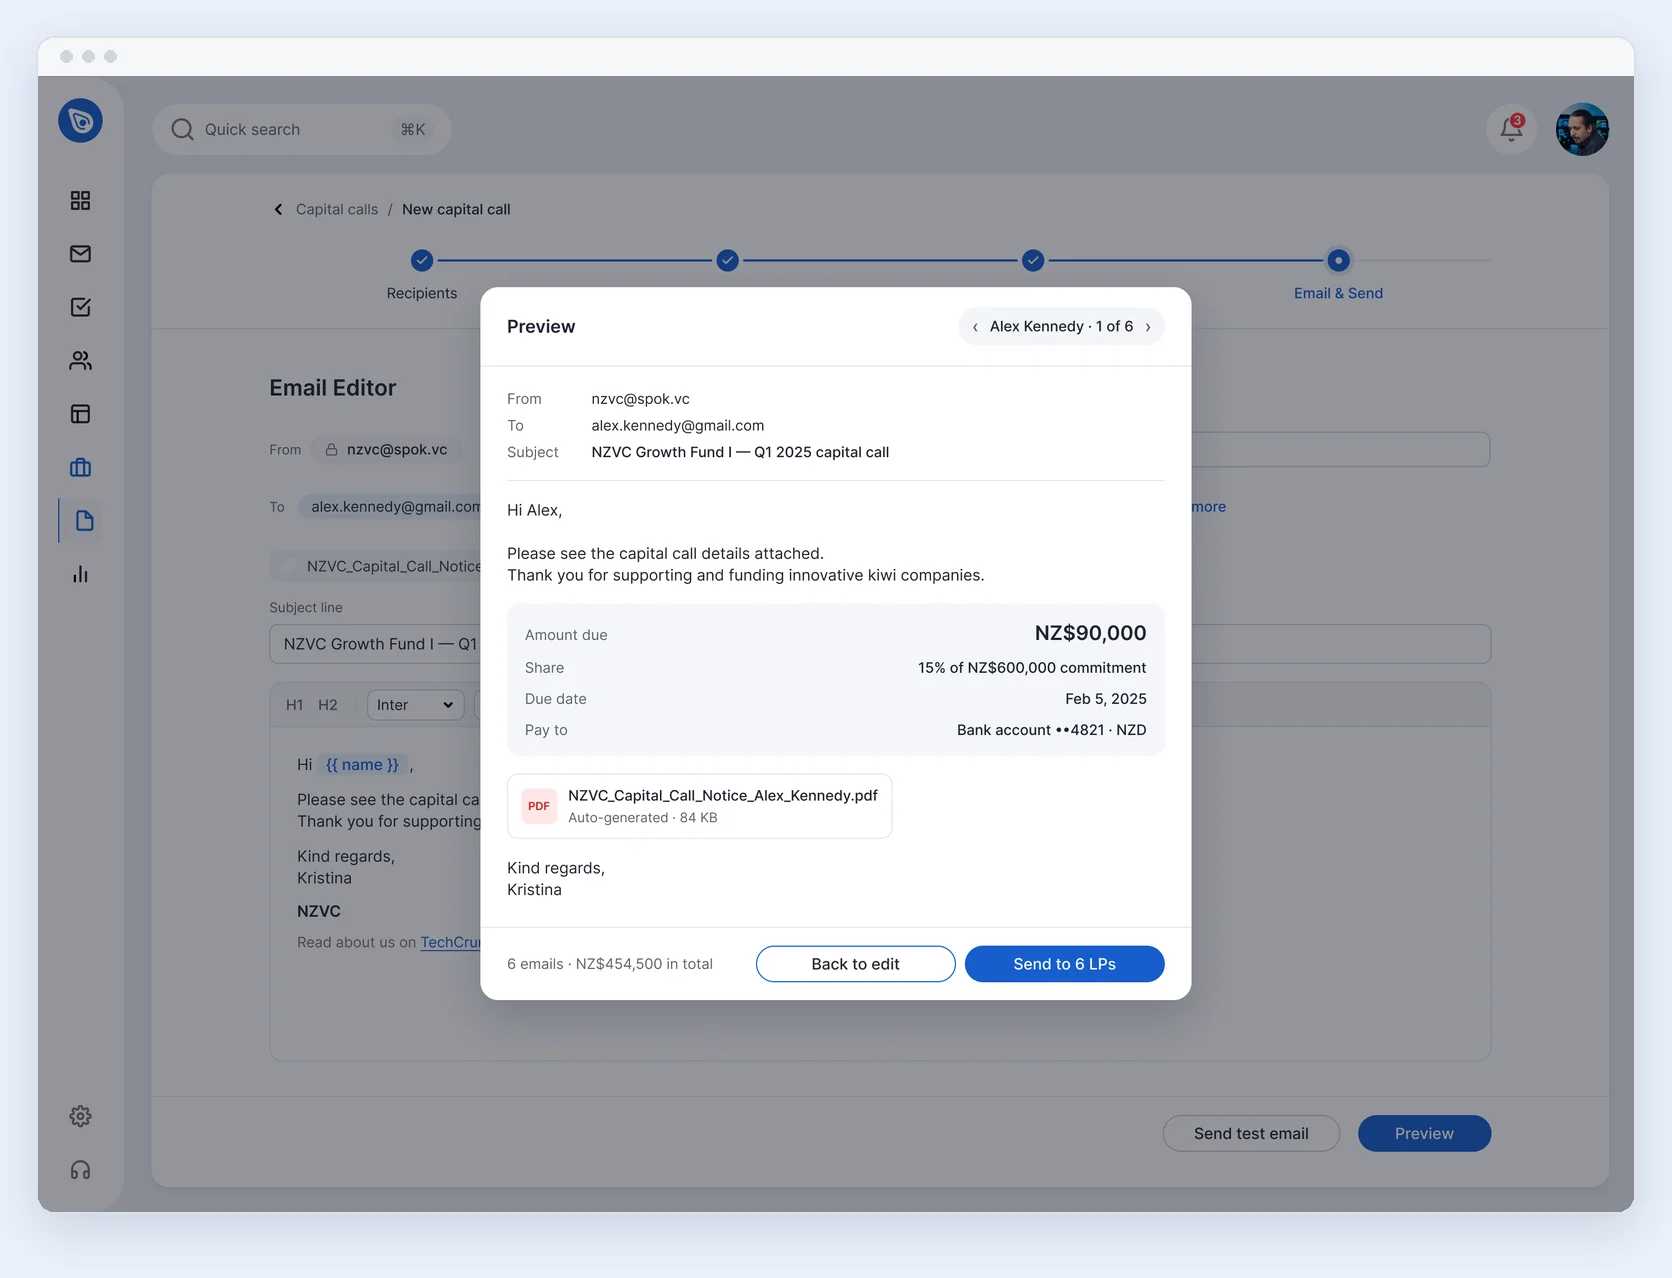 Quick search
⌘K
3
Capital calls / New capital call
Recipients
Email & Send
Email Editor
From nzvc@spok.vc
To alex.kennedy@gmail.com
more
NZVC_Capital_Call_Notice
Subject line
NZVC Growth Fund I — Q1
H1 H2 Inter
Hi {{ name }} ,
Please see the capital ca
Thank you for supporting
Kind regards,
Kristina
NZVC
Read about us on TechCru
Send test email
Preview
Preview
‹ Alex Kennedy · 1 of 6 ›
From nzvc@spok.vc
To alex.kennedy@gmail.com
Subject NZVC Growth Fund I — Q1 2025 capital call
Hi Alex,
Please see the capital call details attached.
Thank you for supporting and funding innovative kiwi companies.
Amount due NZ$90,000
Share 15% of NZ$600,000 commitment
Due date Feb 5, 2025
Pay to Bank account ••4821 · NZD
PDF
NZVC_Capital_Call_Notice_Alex_Kennedy.pdf
Auto-generated · 84 KB
Kind regards,
Kristina
6 emails · NZ$454,500 in total
Back to edit
Send to 6 LPs